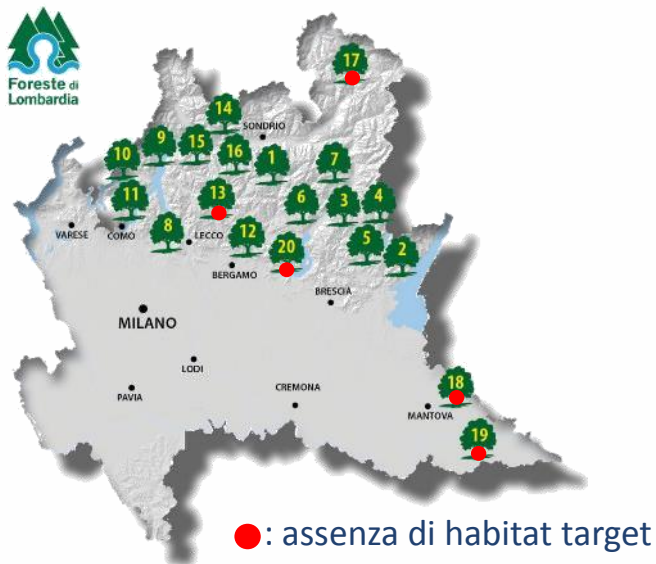 Foreste di
Lombardia
17
14
SONDRIO
9
15
10
16
1
7
11
13
6
3
4
VARESE
COMO
8
LECCO
12
20
5
2
BERGAMO
BRESCIA
MILANO
LODI
PAVIA
CREMONA
18
MANTOVA
19
: assenza di habitat target